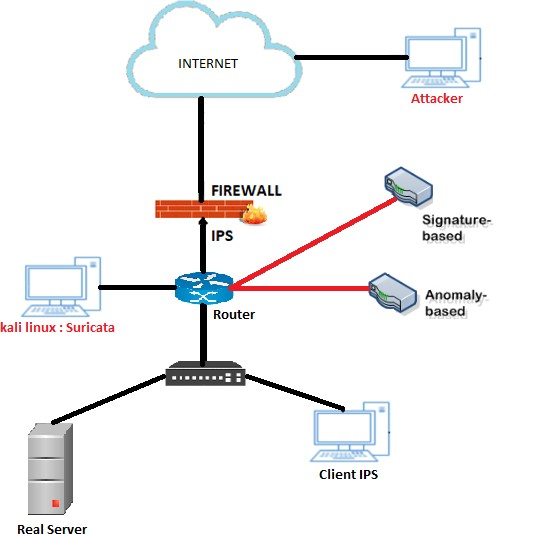 INTERNET
Attacker
FIREWALL
IPS
Signature-
based
Anomaly-
based
kali linux : Suricata
Router
Client IPS
Real Server